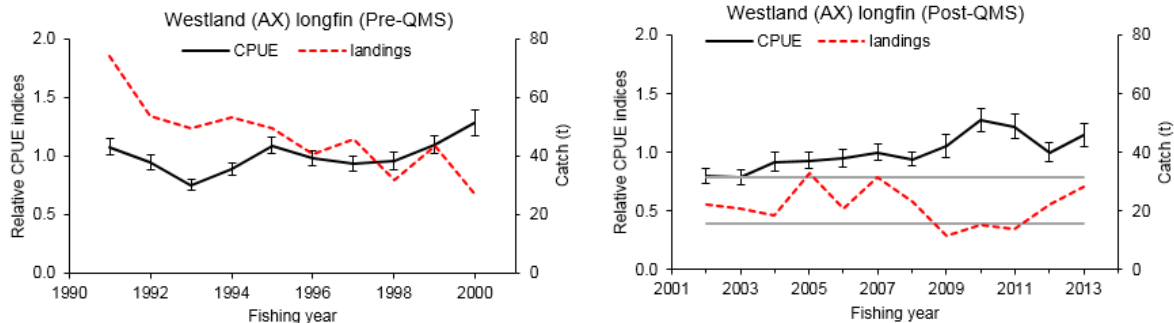 Westland (AX) longfin (Pre-QMS)
CPUE landings
2.0
1.5
1.0
0.5
0.0
Relative CPUE indices
80
60
40
20
0
Catch (t)
1990 1992 1994 1996 1998 2000
Fishing year
Westland (AX) longfin (Post-QMS)
CPUE landings
2.0
1.5
1.0
0.5
0.0
Relative CPUE indices
80
60
40
20
0
Catch (t)
2001 2003 2005 2007 2009 2011 2013
Fishing year